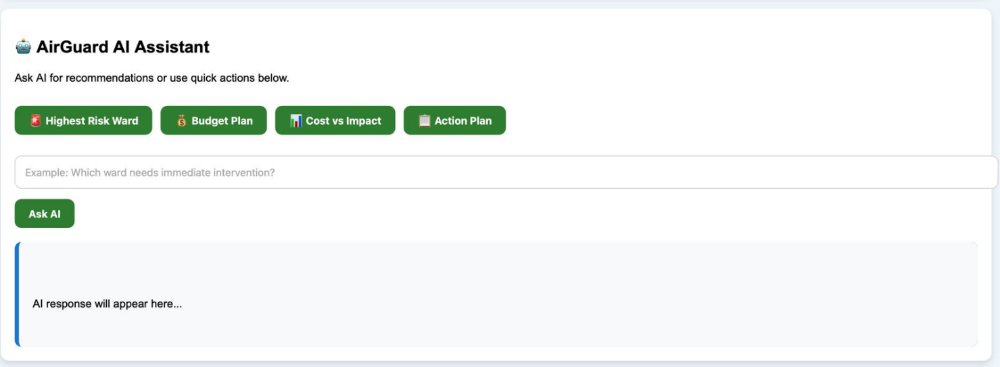 🤖 AirGuard AI Assistant
Ask AI for recommendations or use quick actions below.
🚨 Highest Risk Ward 💰 Budget Plan 📊 Cost vs Impact 📋 Action Plan
Example: Which ward needs immediate intervention?
Ask AI
AI response will appear here...